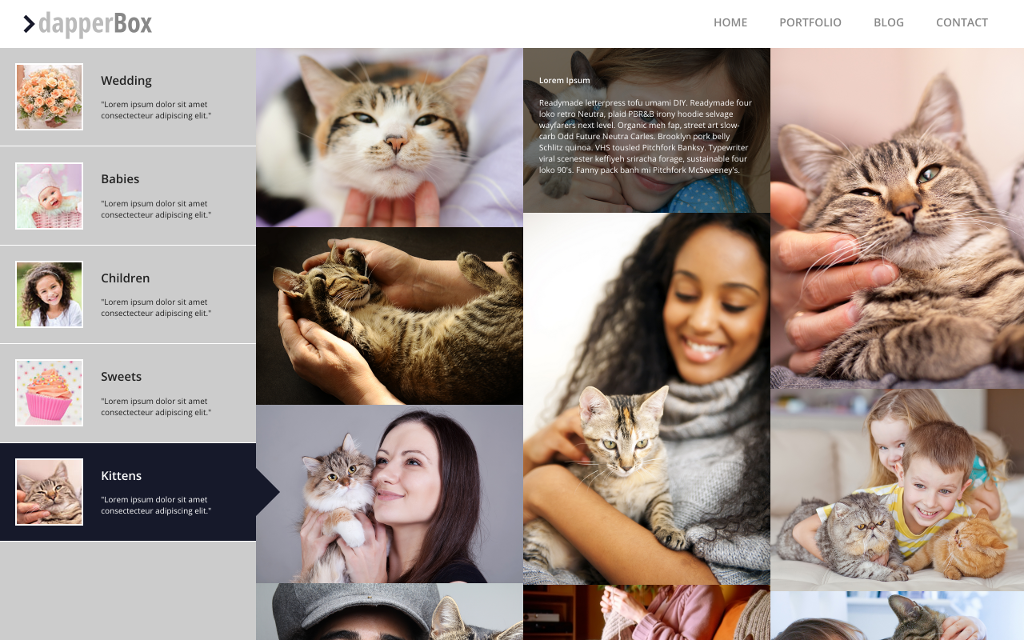 dapperBox
HOME
PORTFOLIO
BLOG
CONTACT
Wedding
"Lorem ipsum dolor sit amet
consectecteur adipiscing elit."
Babies
"Lorem ipsum dolor sit amet
consectecteur adipiscing elit."
Children
"Lorem ipsum dolor sit amet
consectecteur adipiscing elit."
Sweets
"Lorem ipsum dolor sit amet
consectecteur adipiscing elit."
Kittens
"Lorem ipsum dolor sit amet
consectecteur adipiscing elit."
Lorem Ipsum
Readymade letterpress tofu umami DIY. Readymade four
loko retro Neutra, plaid PBR&B irony hoodie selvage
wayfarers next level. Organic meh fap, street art slow-
carb Odd Future Neutra Carles. Brooklyn pork belly
Schlitz quinoa. VHS tousled Pitchfork Banksy. Typewriter
viral scenester keffiyeh sriracha forage, sustainable four
loko 90's. Fanny pack banh mi Pitchfork McSweeney's.